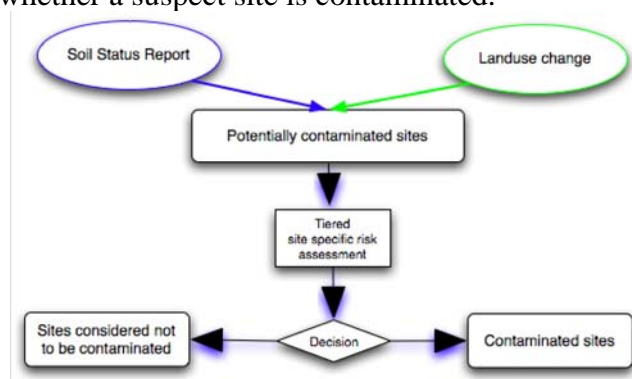 whether a suspect site is contaminated.
Soil Status Report
Landuse change
Potentially contaminated sites
Tiered
site specific risk
assessment
Sites considered not
to be contaminated
Decision
Contaminated sites